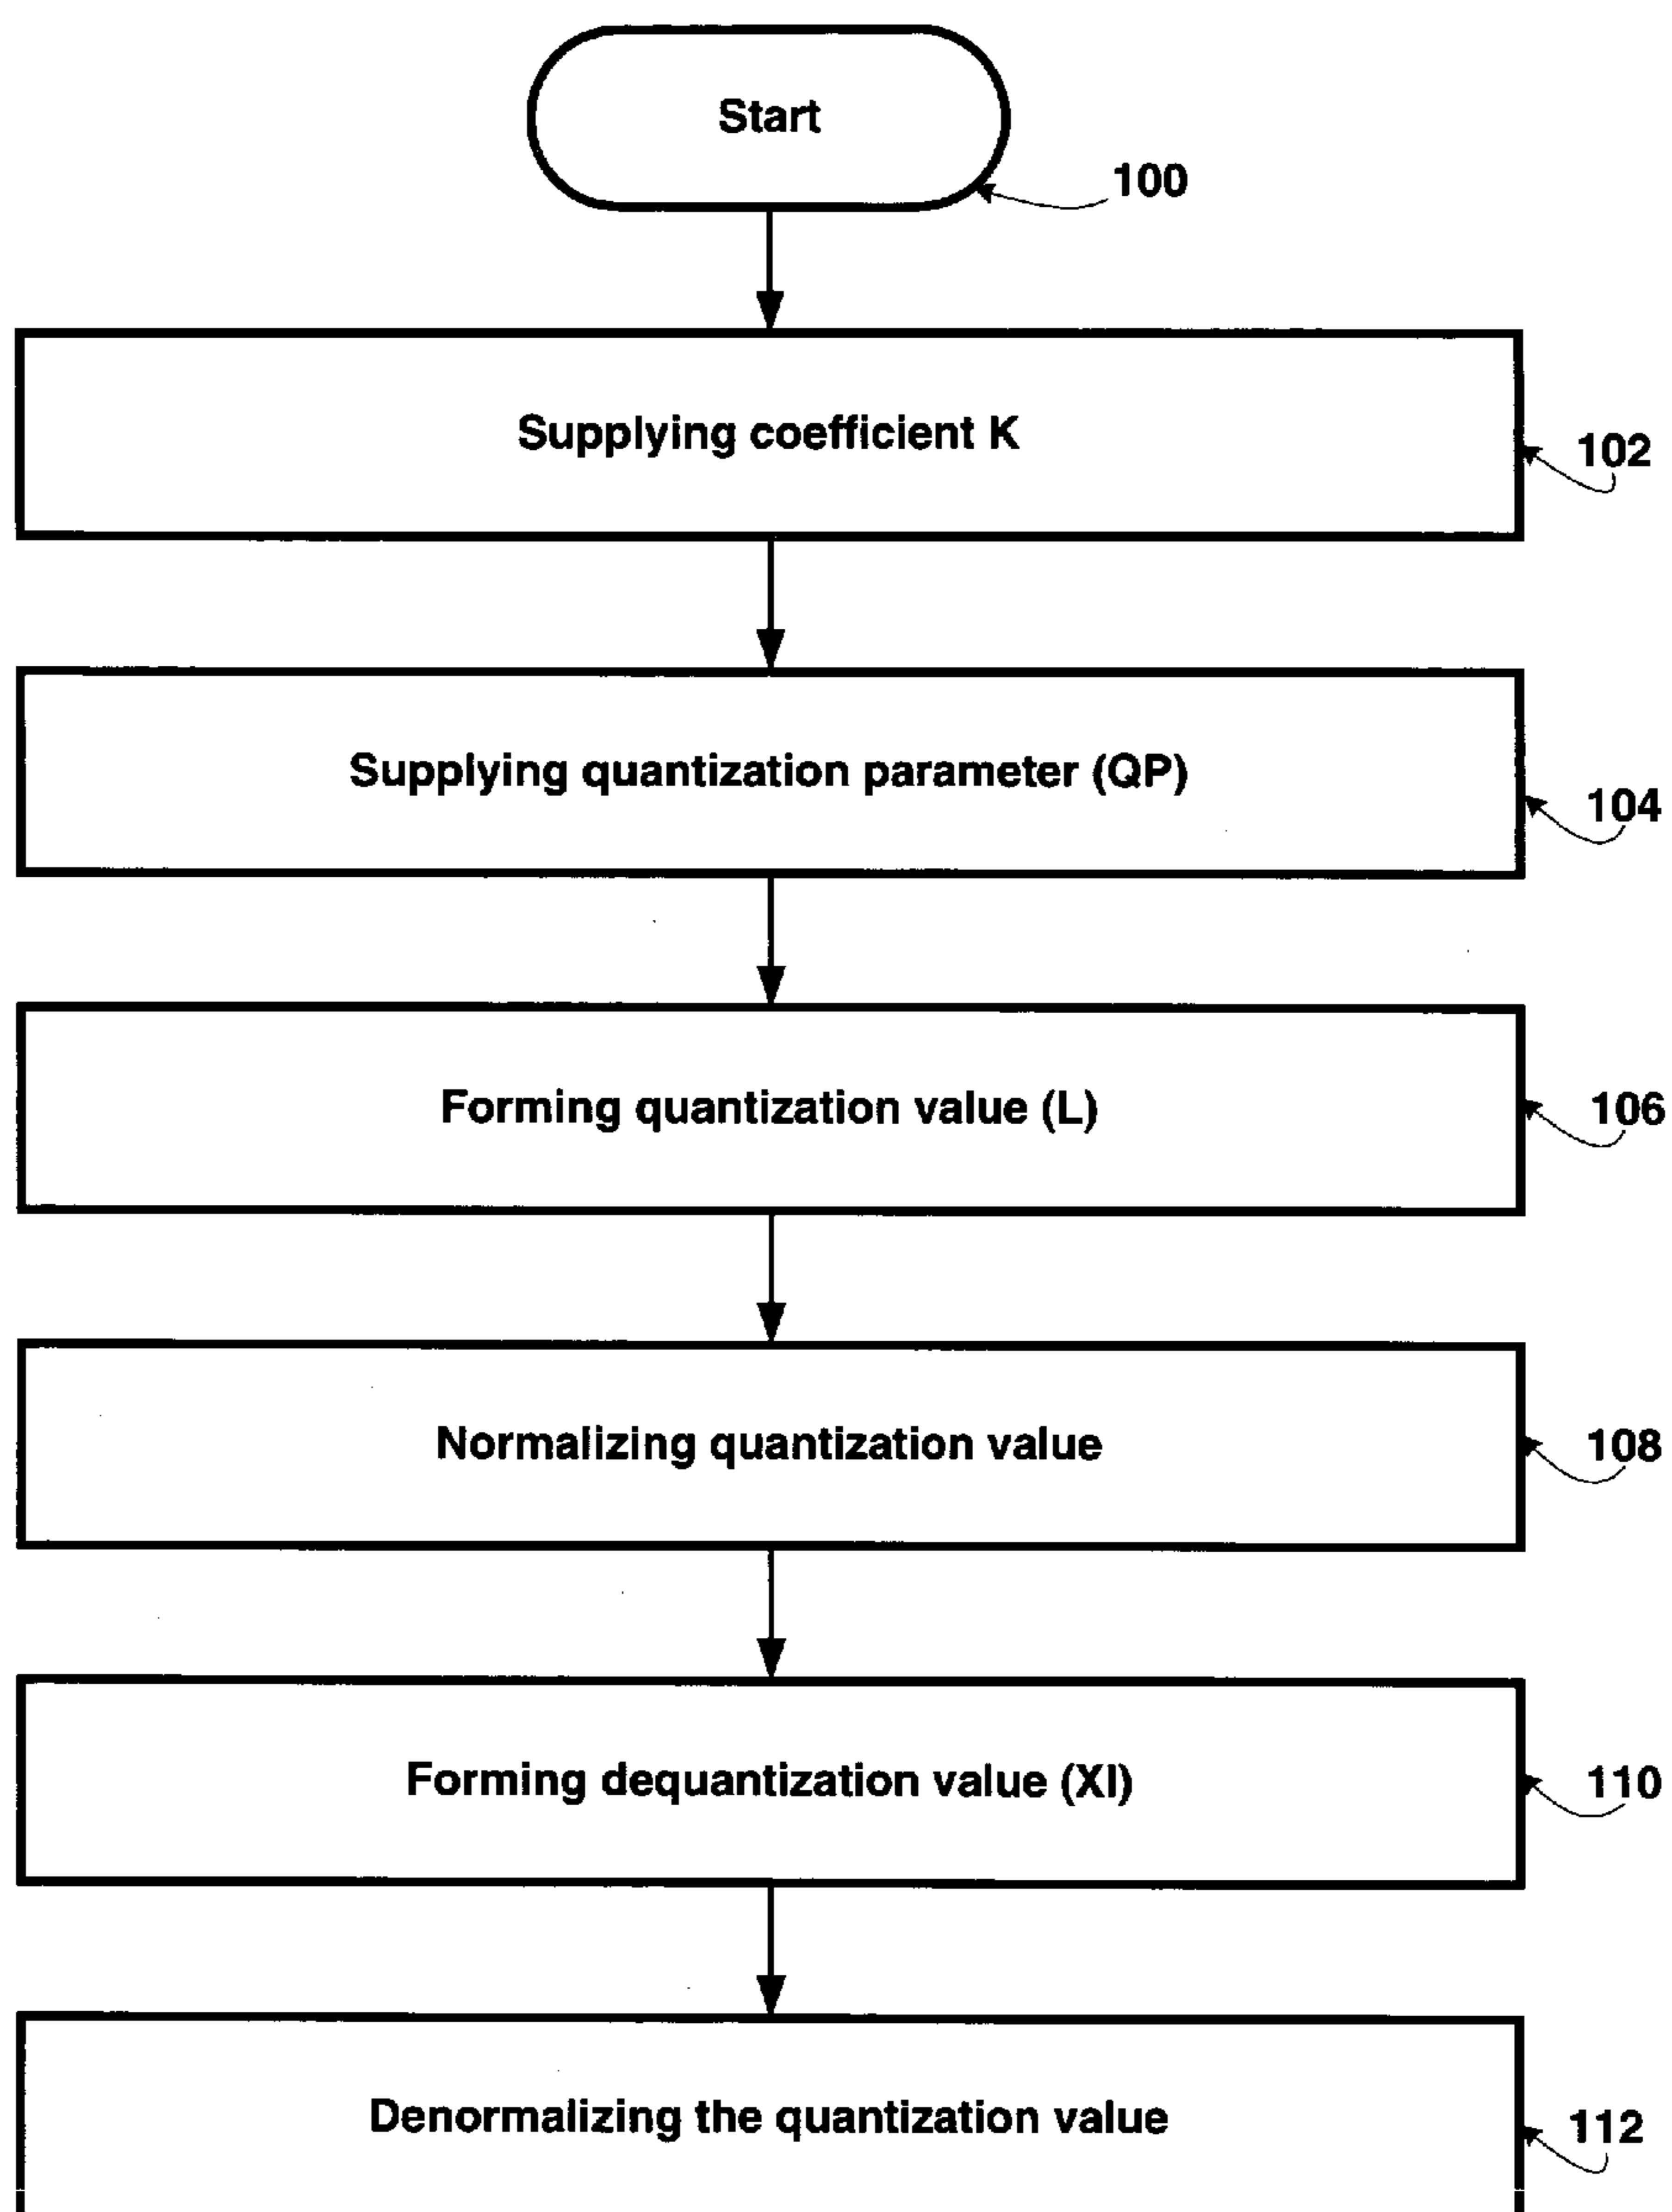 Start
100
Supplying coefficient K
102
Supplying quantization parameter (QP)
104
Forming quantization value (L)
106
Normalizing quantization value
108
Forming dequantization value (XI)
110
Denormalizing the quantization value
112